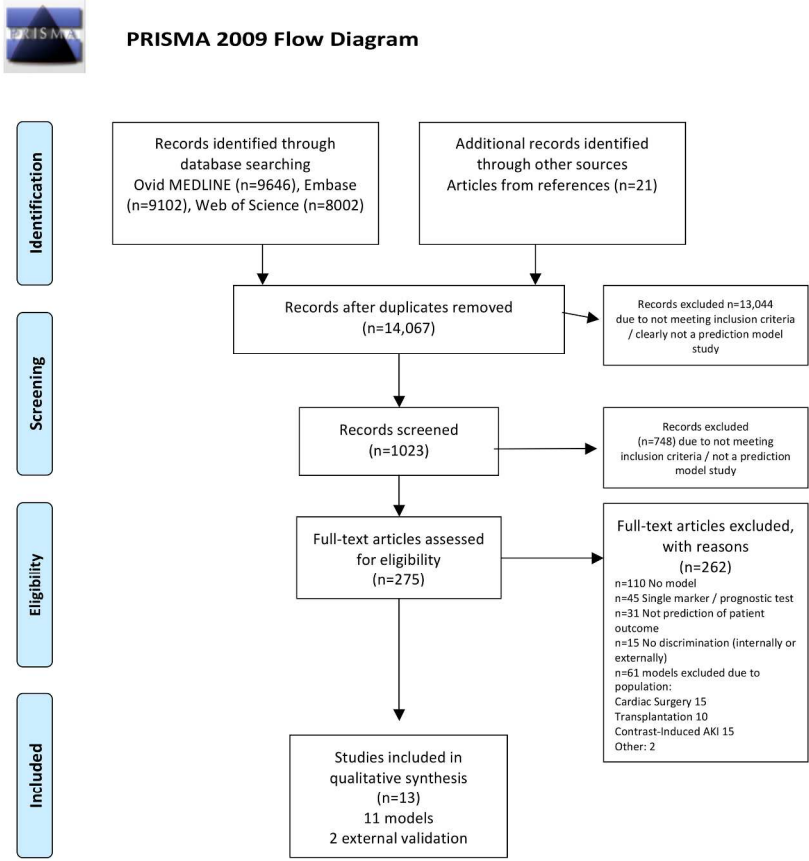 PRISMA
PRISMA 2009 Flow Diagram
Identification
Records identified through
database searching
Ovid MEDLINE (n=9646), Embase
(n=9102), Web of Science (n=8002)
Additional records identified
through other sources
Articles from references (n=21)
Records after duplicates removed
(n=14,067)
Records excluded n=13,044
due to not meeting inclusion criteria
/ clearly not a prediction model
study
Screening
Records screened
(n=1023)
Records excluded
(n=748) due to not meeting
inclusion criteria / not a prediction
model study
Eligibility
Full-text articles assessed
for eligibility
(n=275)
Full-text articles excluded,
with reasons
(n=262)
n=110 No model
n=45 Single marker / prognostic test
n=31 Not prediction of patient
outcome
n=15 No discrimination (internally or
externally)
n=61 models excluded due to
population:
Cardiac Surgery 15
Transplantation 10
Contrast-Induced AKI 15
Other: 2
Included
Studies included in
qualitative synthesis
(n=13)
11 models
2 external validation